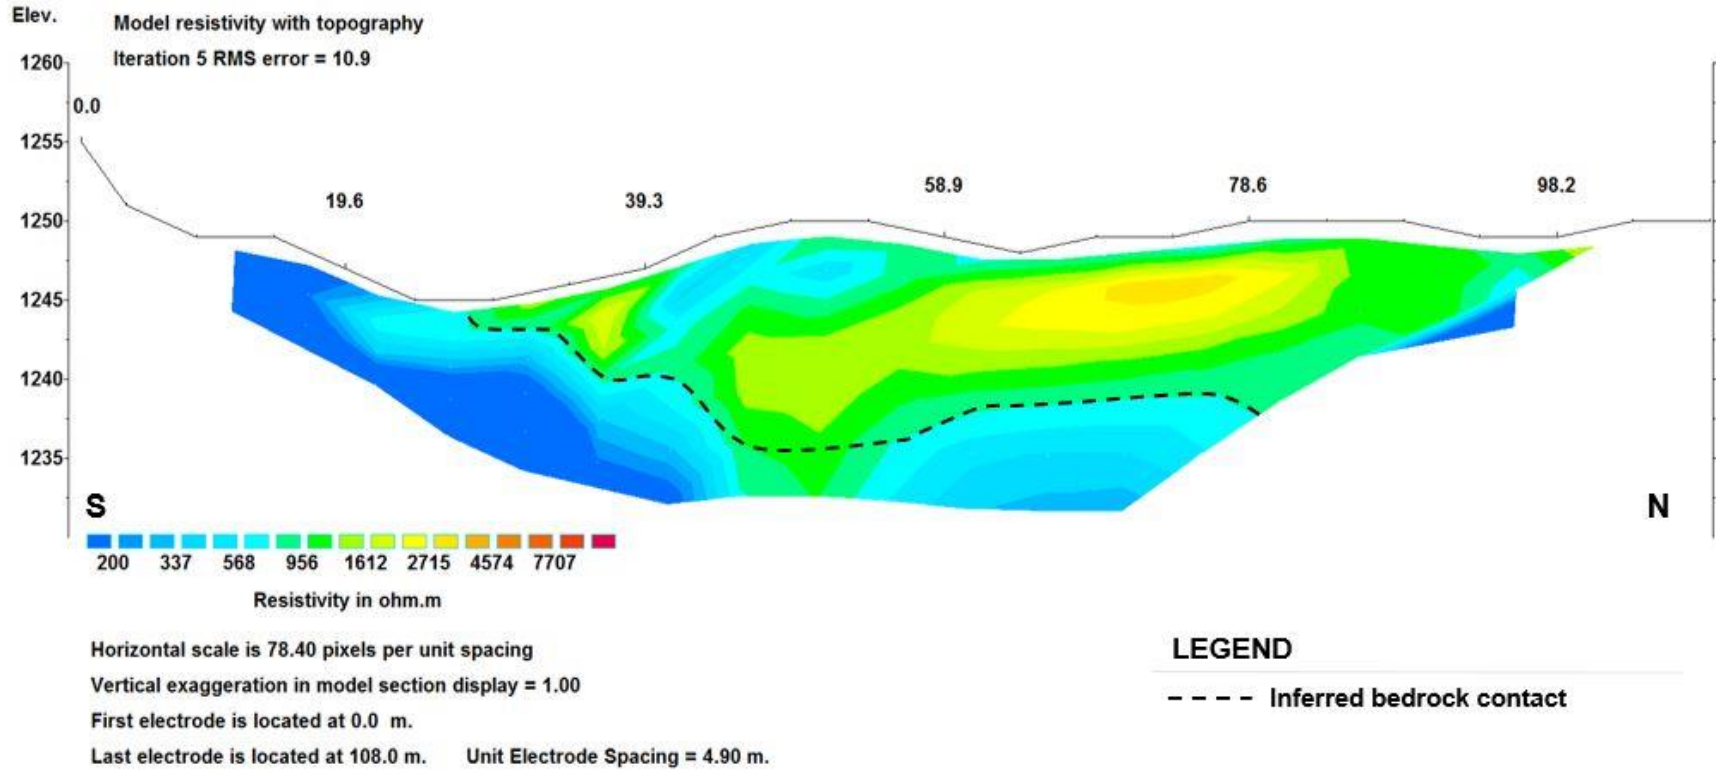 Elev.
Model resistivity with topography
Iteration 5 RMS error = 10.9
1260
0.0
1255
19.6 39.3 58.9 78.6 98.2
1250
1245
1240
1235
S N
200 337 568 956 1612 2715 4574 7707
Resistivity in ohm.m
Horizontal scale is 78.40 pixels per unit spacing
Vertical exaggeration in model section display = 1.00
First electrode is located at 0.0 m.
Last electrode is located at 108.0 m. Unit Electrode Spacing = 4.90 m.
LEGEND
Inferred bedrock contact